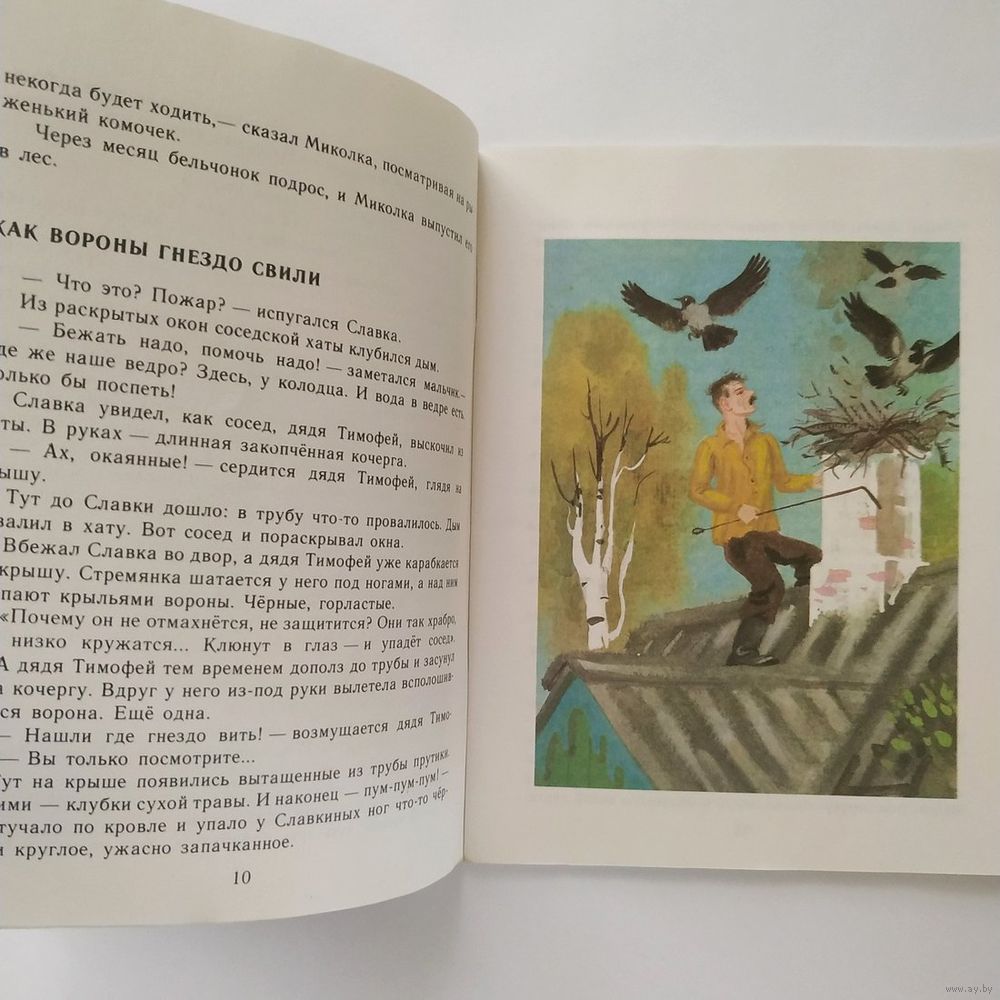 некогда будет ходить,— сказал Миколка, посматривая на ры
женький комочек.
Через месяц бельчонок подрос, и Миколка выпустил его
в лес.
КАК ВОРОНЫ ГНЕЗДО СВИЛИ
— Что это? Пожар? — испугался Славка.
Из раскрытых окон соседской хаты клубился дым.
— Бежать надо, помочь надо! — заметался мальчик.—
де же наше ведро? Здесь, у колодца. И вода в ведре есть.
олько бы поспеть!
Славка увидел, как сосед, дядя Тимофей, выскочил из
ты. В руках — длинная закопчённая кочерга.
— Ах, окаянные! — сердится дядя Тимофей, глядя на
ышу.
Тут до Славки дошло: в трубу что-то провалилось. Дым
валил в хату. Вот сосед и пораскрывал окна.
Вбежал Славка во двор, а дядя Тимофей уже карабкается
крышу. Стремянка шатается у него под ногами, а над ним
пают крыльями вороны. Чёрные, горластые.
«Почему он не отмахнётся, не защитится? Они так храбро,
низко кружатся... Клюнут в глаз — и упадёт сосед».
А дядя Тимофей тем временем дополз до трубы и засунул
а кочергу. Вдруг у него из-под руки вылетела всполошив-
ся ворона. Ещё одна.
— Нашли где гнездо вить! — возмущается дядя Тимо-
— Вы только посмотрите...
Тут на крыше появились вытащенные из трубы прутики.
ими — клубки сухой травы. И наконец — пум-пум-пум! —
тучало по кровле и упало у Славкиных ног что-то чёр-
и круглое, ужасно запачканное.
10
www.ay.by